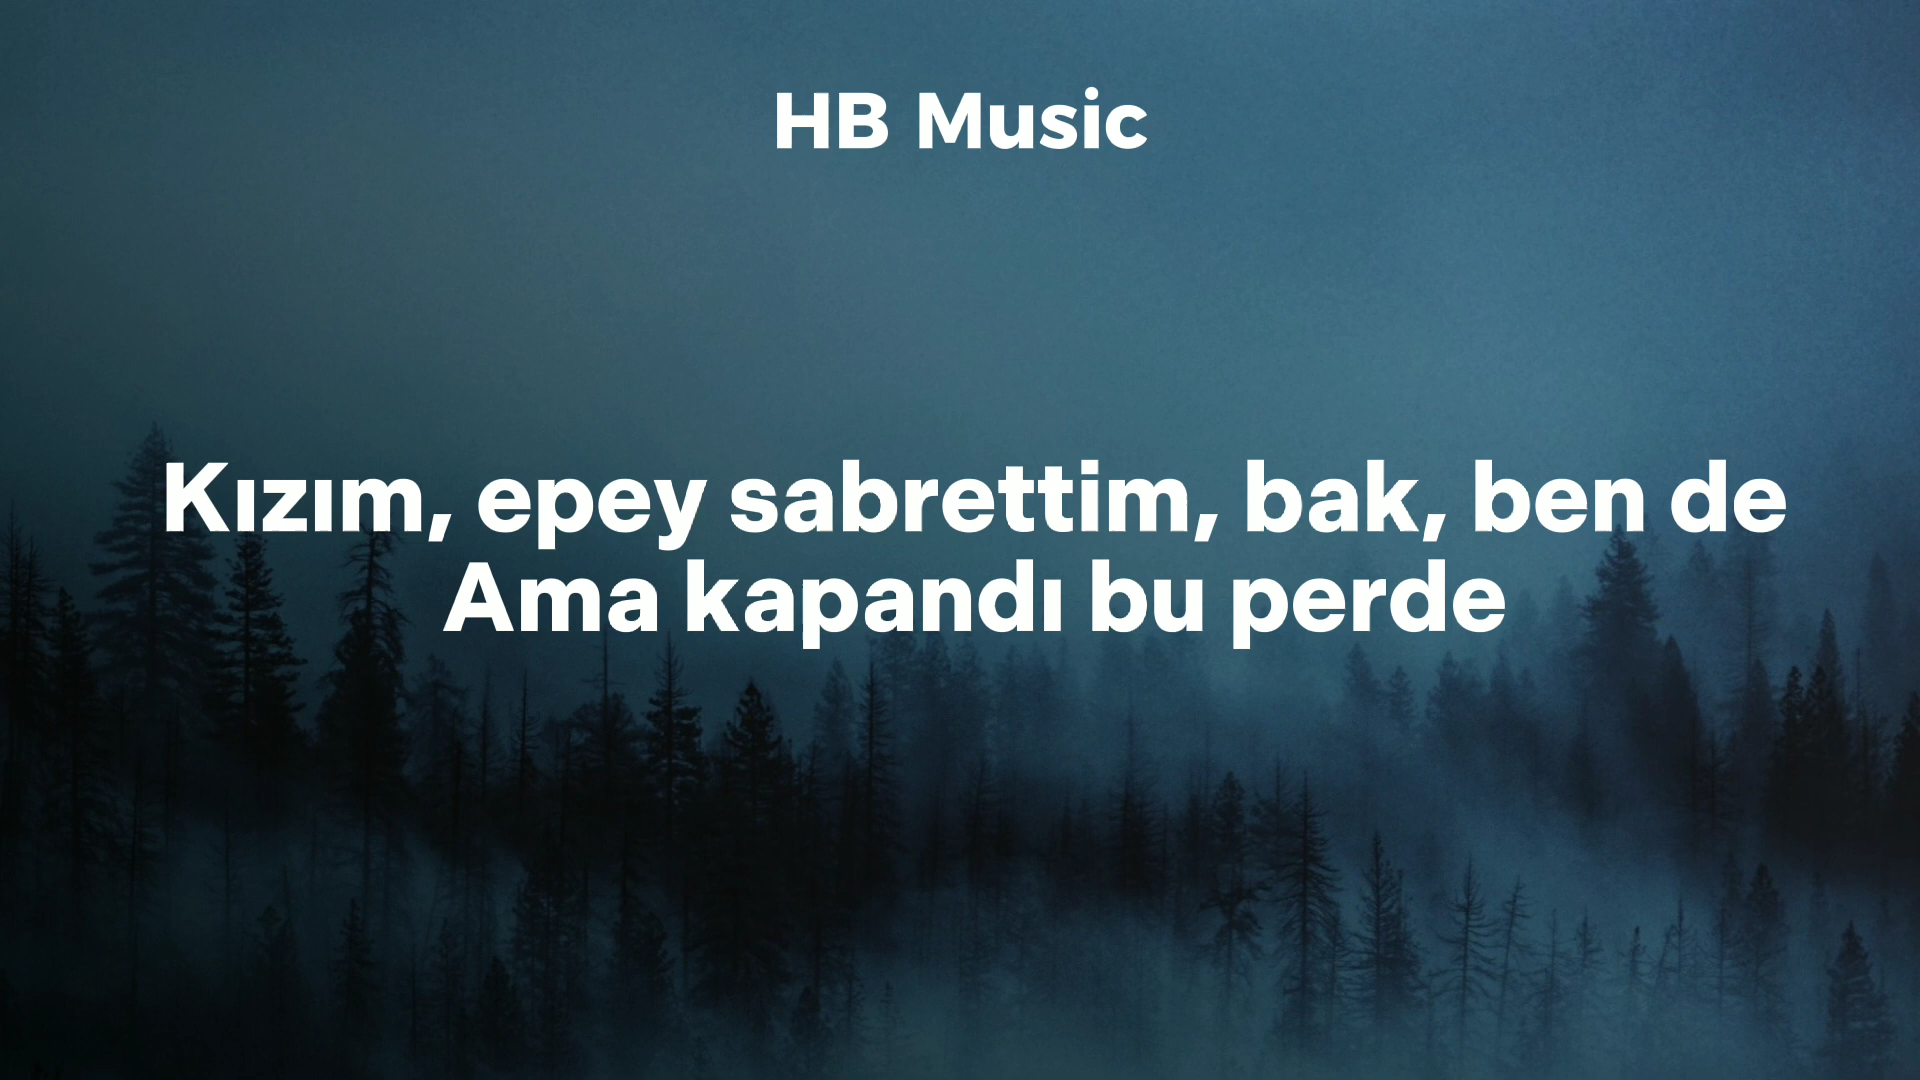 HB Music
Kızım, epey sabrettim, bak, ben de
Ama kapandı bu perde